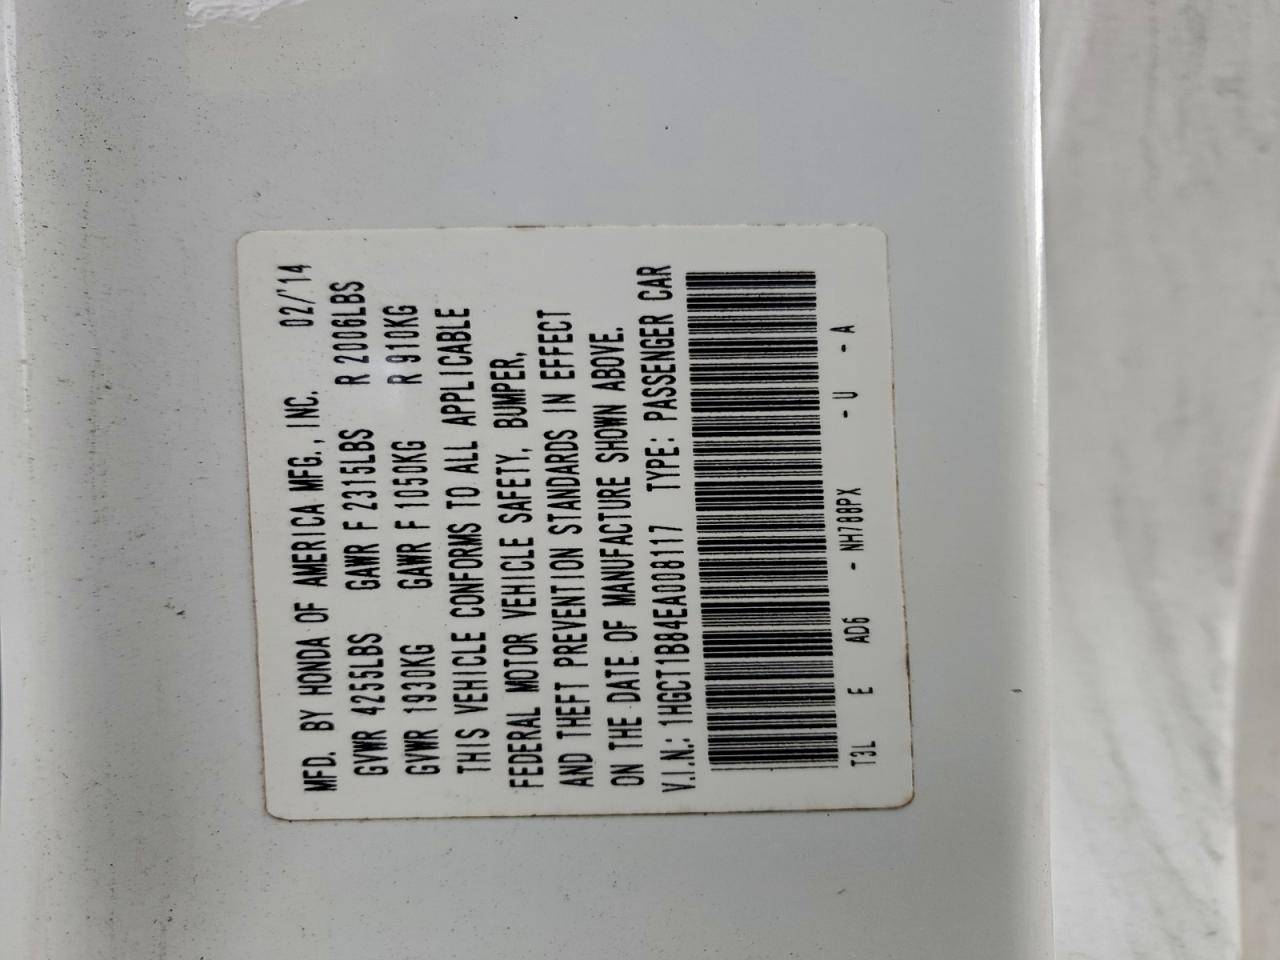 MFD. BY HONDA OF AMERICA MFG., INC. 02/'14
GVWR 4255LBS GAWR F 2315LBS R 2006LBS
GVWR 1930KG GAWR F 1050KG R 910KG
THIS VEHICLE CONFORMS TO ALL APPLICABLE
FEDERAL MOTOR VEHICLE SAFETY, BUMPER,
AND THEFT PREVENTION STANDARDS IN EFFECT
ON THE DATE OF MANUFACTURE SHOWN ABOVE.
V.I.N.: 1HGCT1B84EA008117 TYPE: PASSENGER CAR
T3L E AD6 - NH788PX - U - A